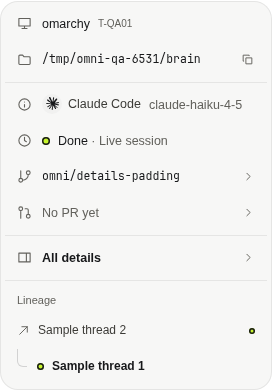 omarchy T-QA01
/tmp/omni-qa-6531/brain
Claude Code claude-haiku-4-5
Done · Live session
omni/details-padding
No PR yet
All details
Lineage
Sample thread 2
Sample thread 1